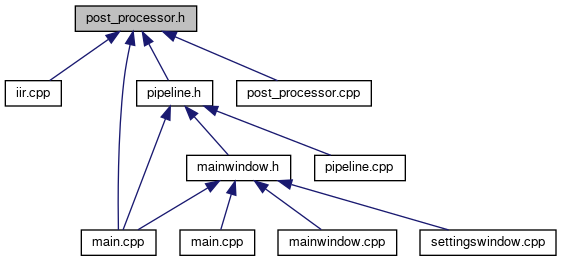 post_processor.h
iir.cpp
pipeline.h
post_processor.cpp
mainwindow.h
pipeline.cpp
main.cpp
main.cpp
mainwindow.cpp
settingswindow.cpp